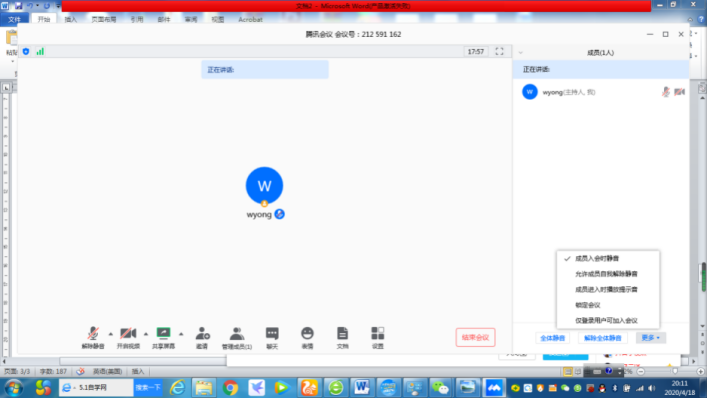 文档2 - Microsoft Word(产品激活失败)
文件 开始 插入 页面布局 引用 邮件 审阅 视图 Acrobat
腾讯会议 会议号：212 591 162
粘贴
17:57
成员(1人)
正在讲话:
正在讲话:
W
wyong(主持人, 我)
W
wyong
成员入会时静音
允许成员自我解除静音
成员进入时播放提示音
锁定会议
仅登录用户可加入会议
解除静音 开启视频 共享屏幕 邀请 管理成员(1) 聊天 表情 文档 设置
结束会议
全体静音 解除全体静音 更多
页面: 3/3 字数: 187 英语(美国) 插入
5.1自学网 搜索一下
20:11
2020/4/18